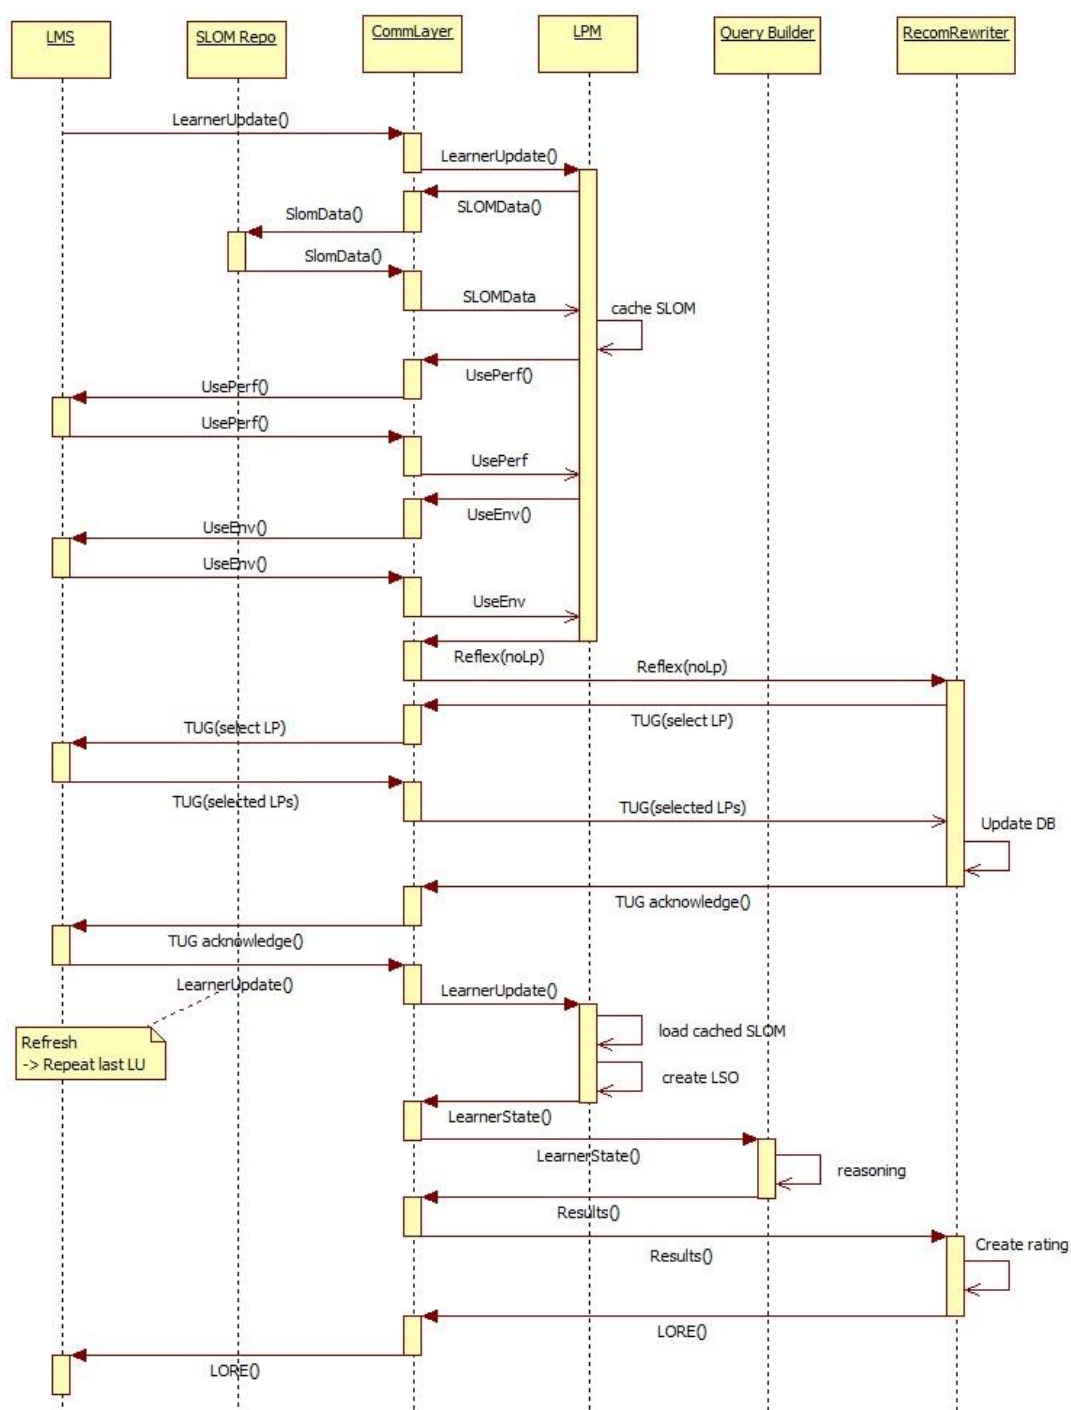 LMS
SLOM Repo
CommLayer
LPM
Query Builder
RecomRewriter
LearnerUpdate()
LearnerUpdate()
SLOMData()
SlomData()
SlomData()
SLOMData
cache SLOM
UsePerf()
UsePerf()
UsePerf()
UsePerf
UseEnv()
UseEnv()
UseEnv()
UseEnv
Reflex(noLp)
Reflex(noLp)
TUG(select LP)
TUG(select LP)
TUG(selected LPs)
TUG(selected LPs)
Update DB
TUG acknowledge()
TUG acknowledge()
LearnerUpdate()
LearnerUpdate()
Refresh
-> Repeat last LU
load cached SLOM
create LSO
LearnerState()
LearnerState()
reasoning
Results()
Results()
Create rating
LORE()
LORE()